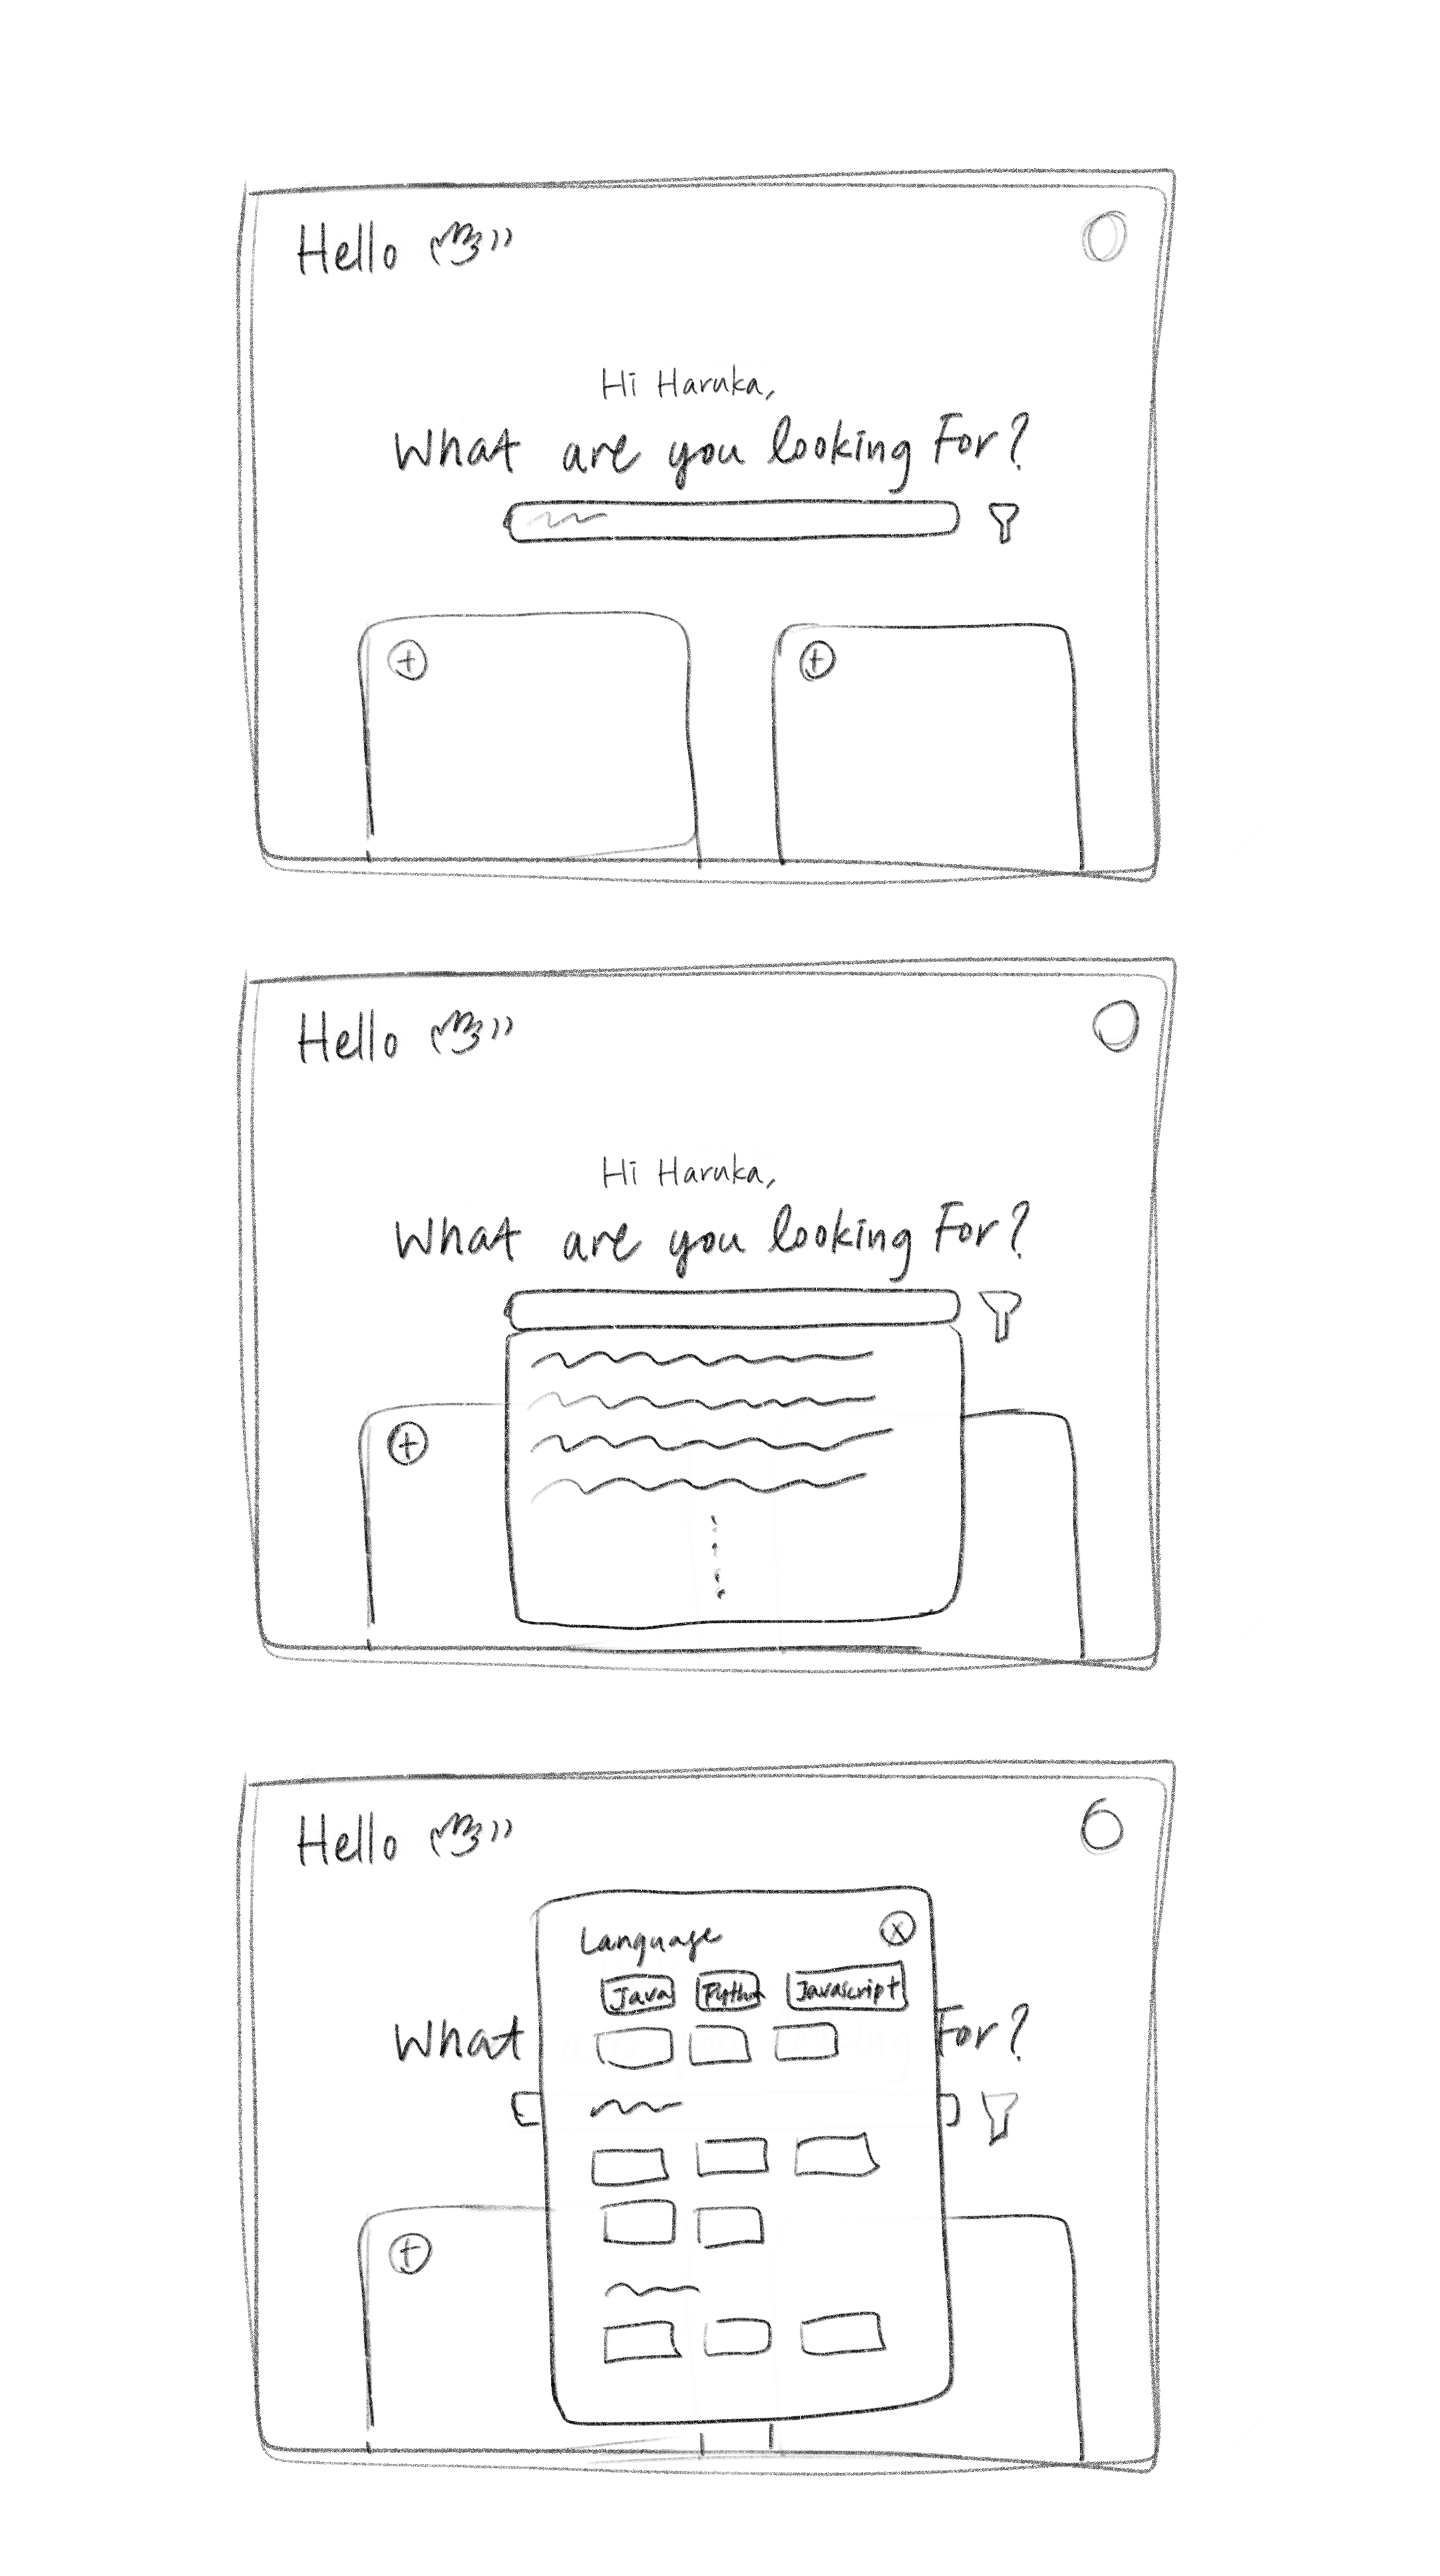 Hello
Hi Haruka,
What are you looking For?
Hello
Hi Haruka,
What are you looking For?
Hello
Language
Java Python Javascript
What For?